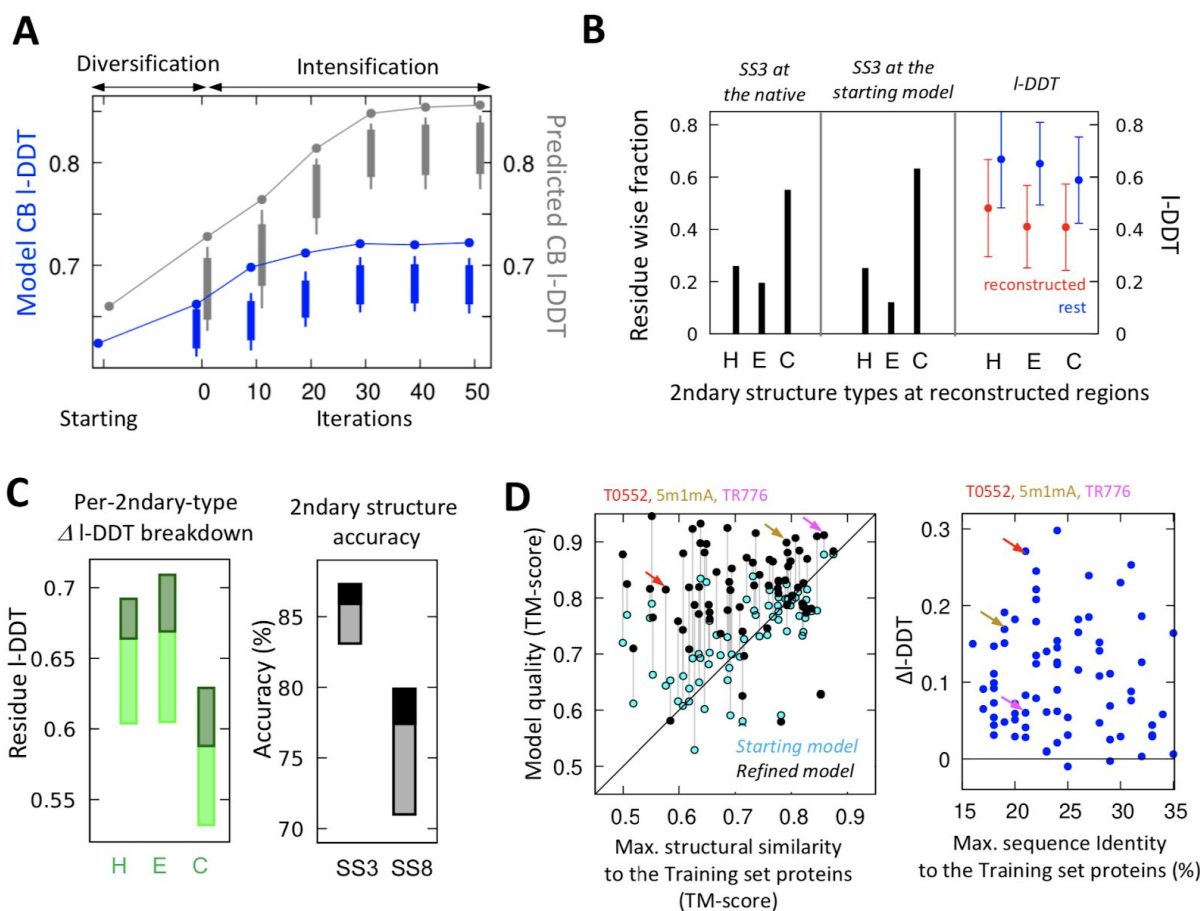 A
Diversification
Intensification
Model CB l-DDT
0.8
0.7
Predicted CB l-DDT
0.8
0.7
0 10 20 30 40 50
Starting
Iterations
B
SS3 at
the native
SS3 at the
starting model
l-DDT
Residue wise fraction
0.8
0.6
0.4
0.2
0
0.8
0.6
0.4
0.2
0
l-DDT
reconstructed
rest
H E C
H E C
H E C
2ndary structure types at reconstructed regions
C
Per-2ndary-type
Δ l-DDT breakdown
Residue l-DDT
0.7
0.65
0.6
0.55
H E C
2ndary structure
accuracy
Accuracy (%)
85
80
75
70
SS3 SS8
D
T0552, 5m1mA, TR776
Model quality (TM-score)
0.9
0.8
0.7
0.6
0.5
Starting model
Refined model
0.5 0.6 0.7 0.8 0.9
Max. structural similarity
to the Training set proteins
(TM-score)
T0552, 5m1mA, TR776
Δl-DDT
0.3
0.2
0.1
0
15 20 25 30 35
Max. sequence Identity
to the Training set proteins (%)